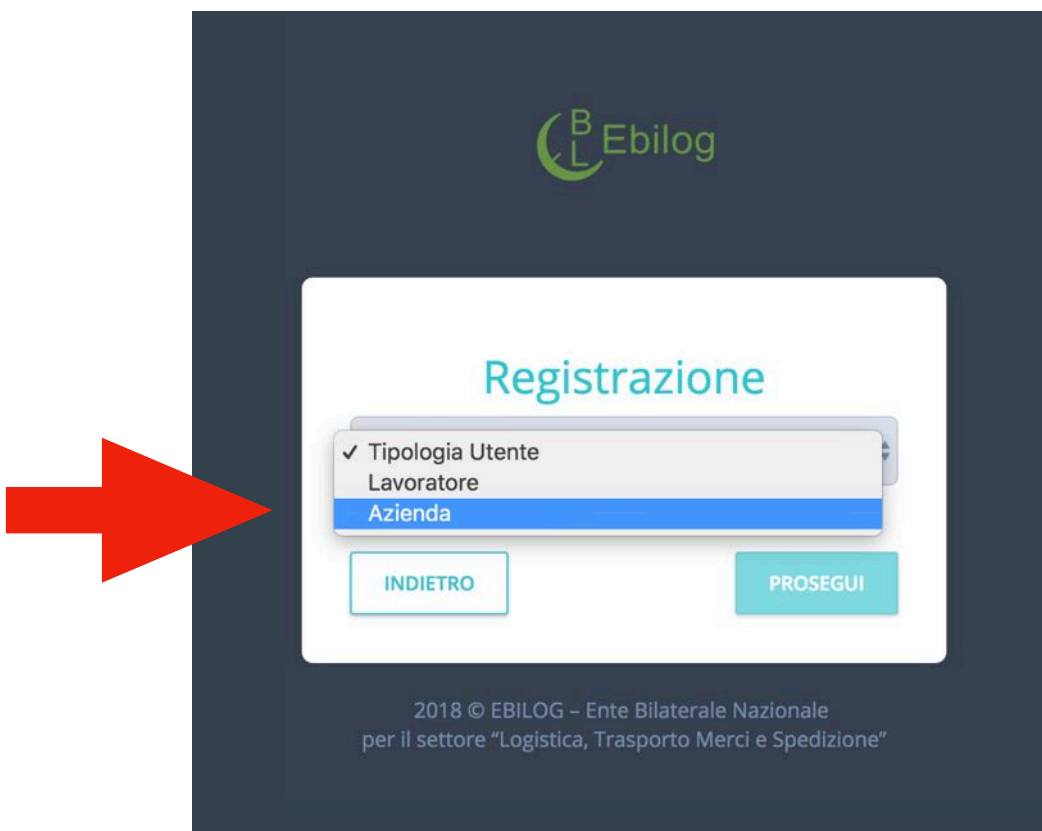 B
L Ebilog
Registrazione
✓ Tipologia Utente
Lavoratore
Azienda
INDIETRO
PROSEGUI
2018 © EBILOG – Ente Bilaterale Nazionale
per il settore “Logistica, Trasporto Merci e Spedizione”